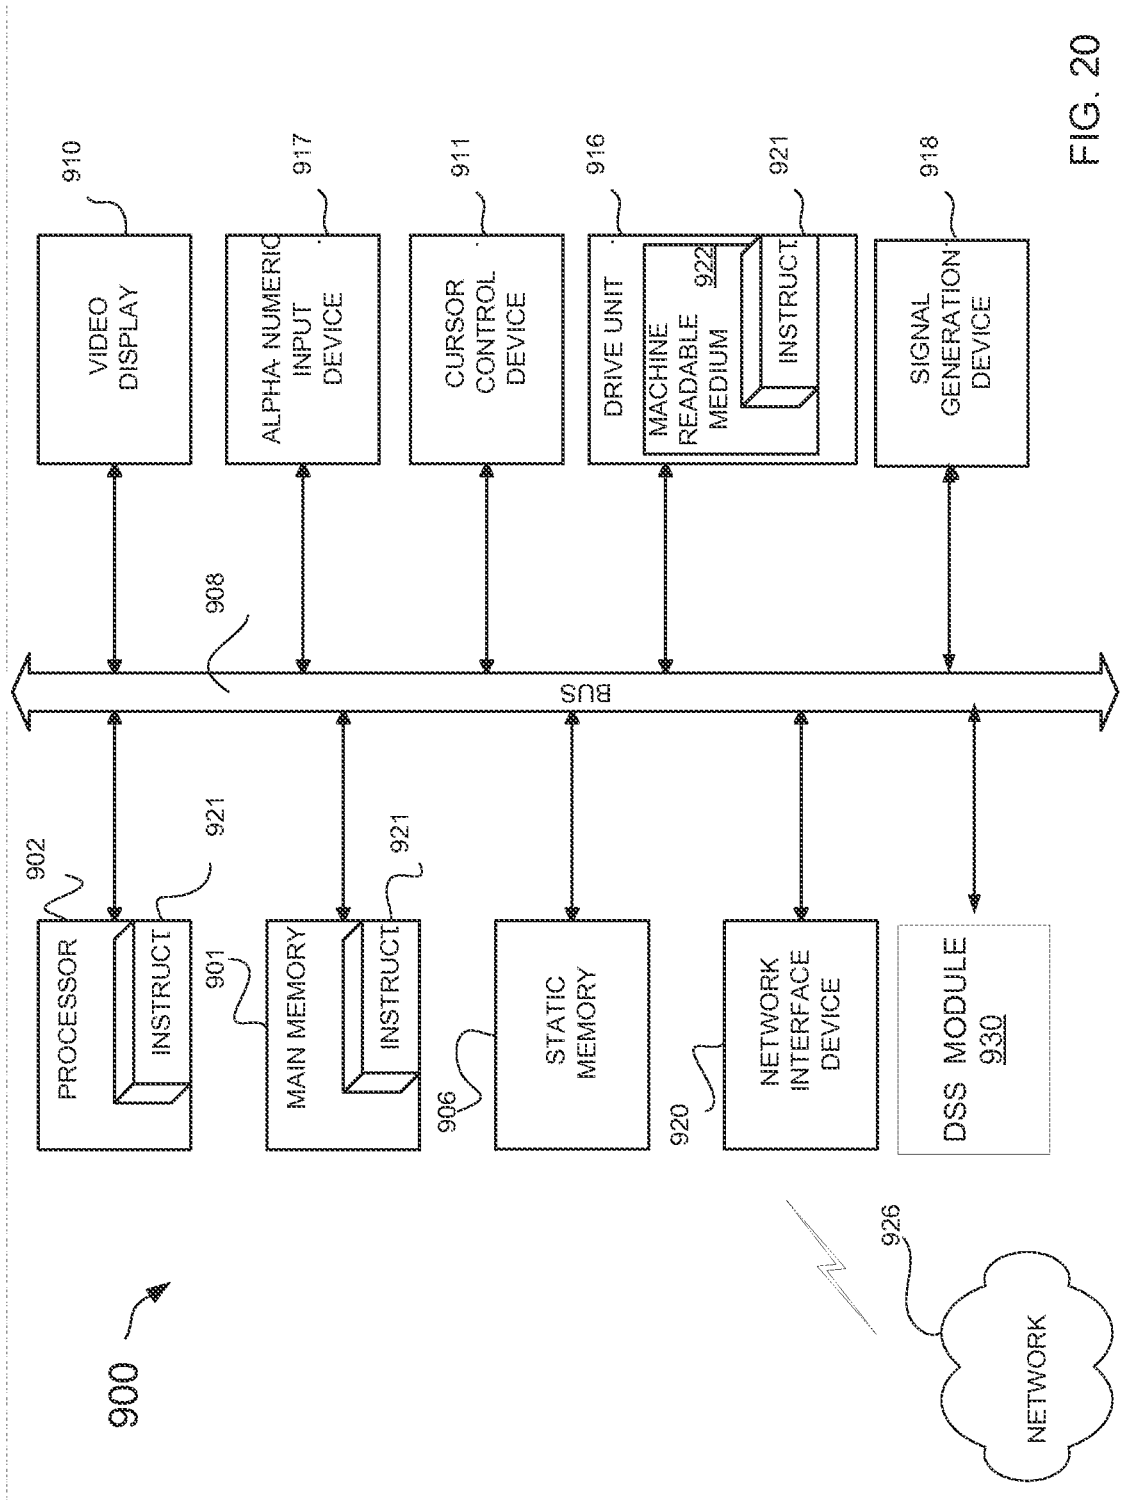 900
PROCESSOR
902
INSTRUCT.
921
MAIN MEMORY
901
INSTRUCT.
921
STATIC
MEMORY
906
NETWORK
INTERFACE
DEVICE
920
DSS MODULE
930
NETWORK
926
BUS
908
VIDEO
DISPLAY
910
ALPHA-NUMERIC
INPUT
DEVICE
917
CURSOR
CONTROL
DEVICE
911
DRIVE UNIT
916
MACHINE
READABLE
MEDIUM
922
INSTRUCT.
921
SIGNAL
GENERATION
DEVICE
918
FIG. 20